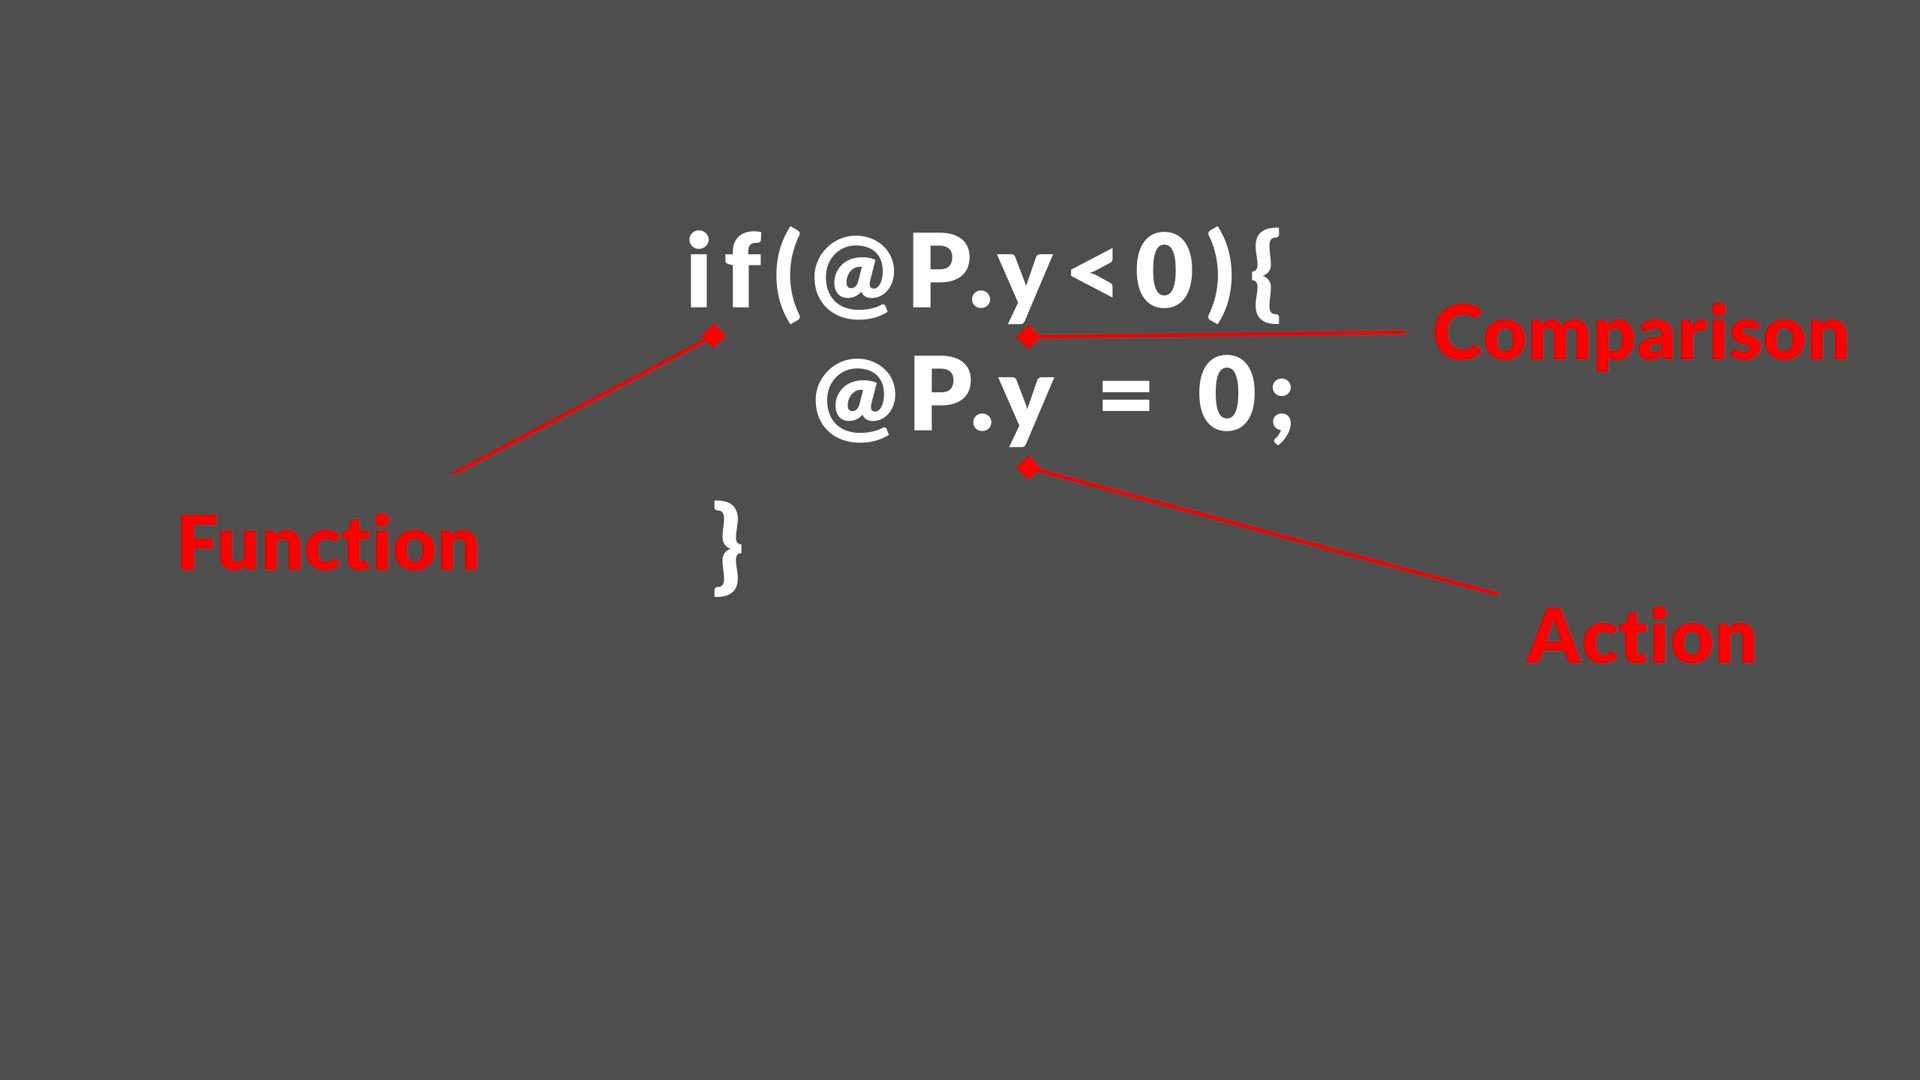 if(@P.y<0){
Comparison
@P.y = 0;
Function
}
Action